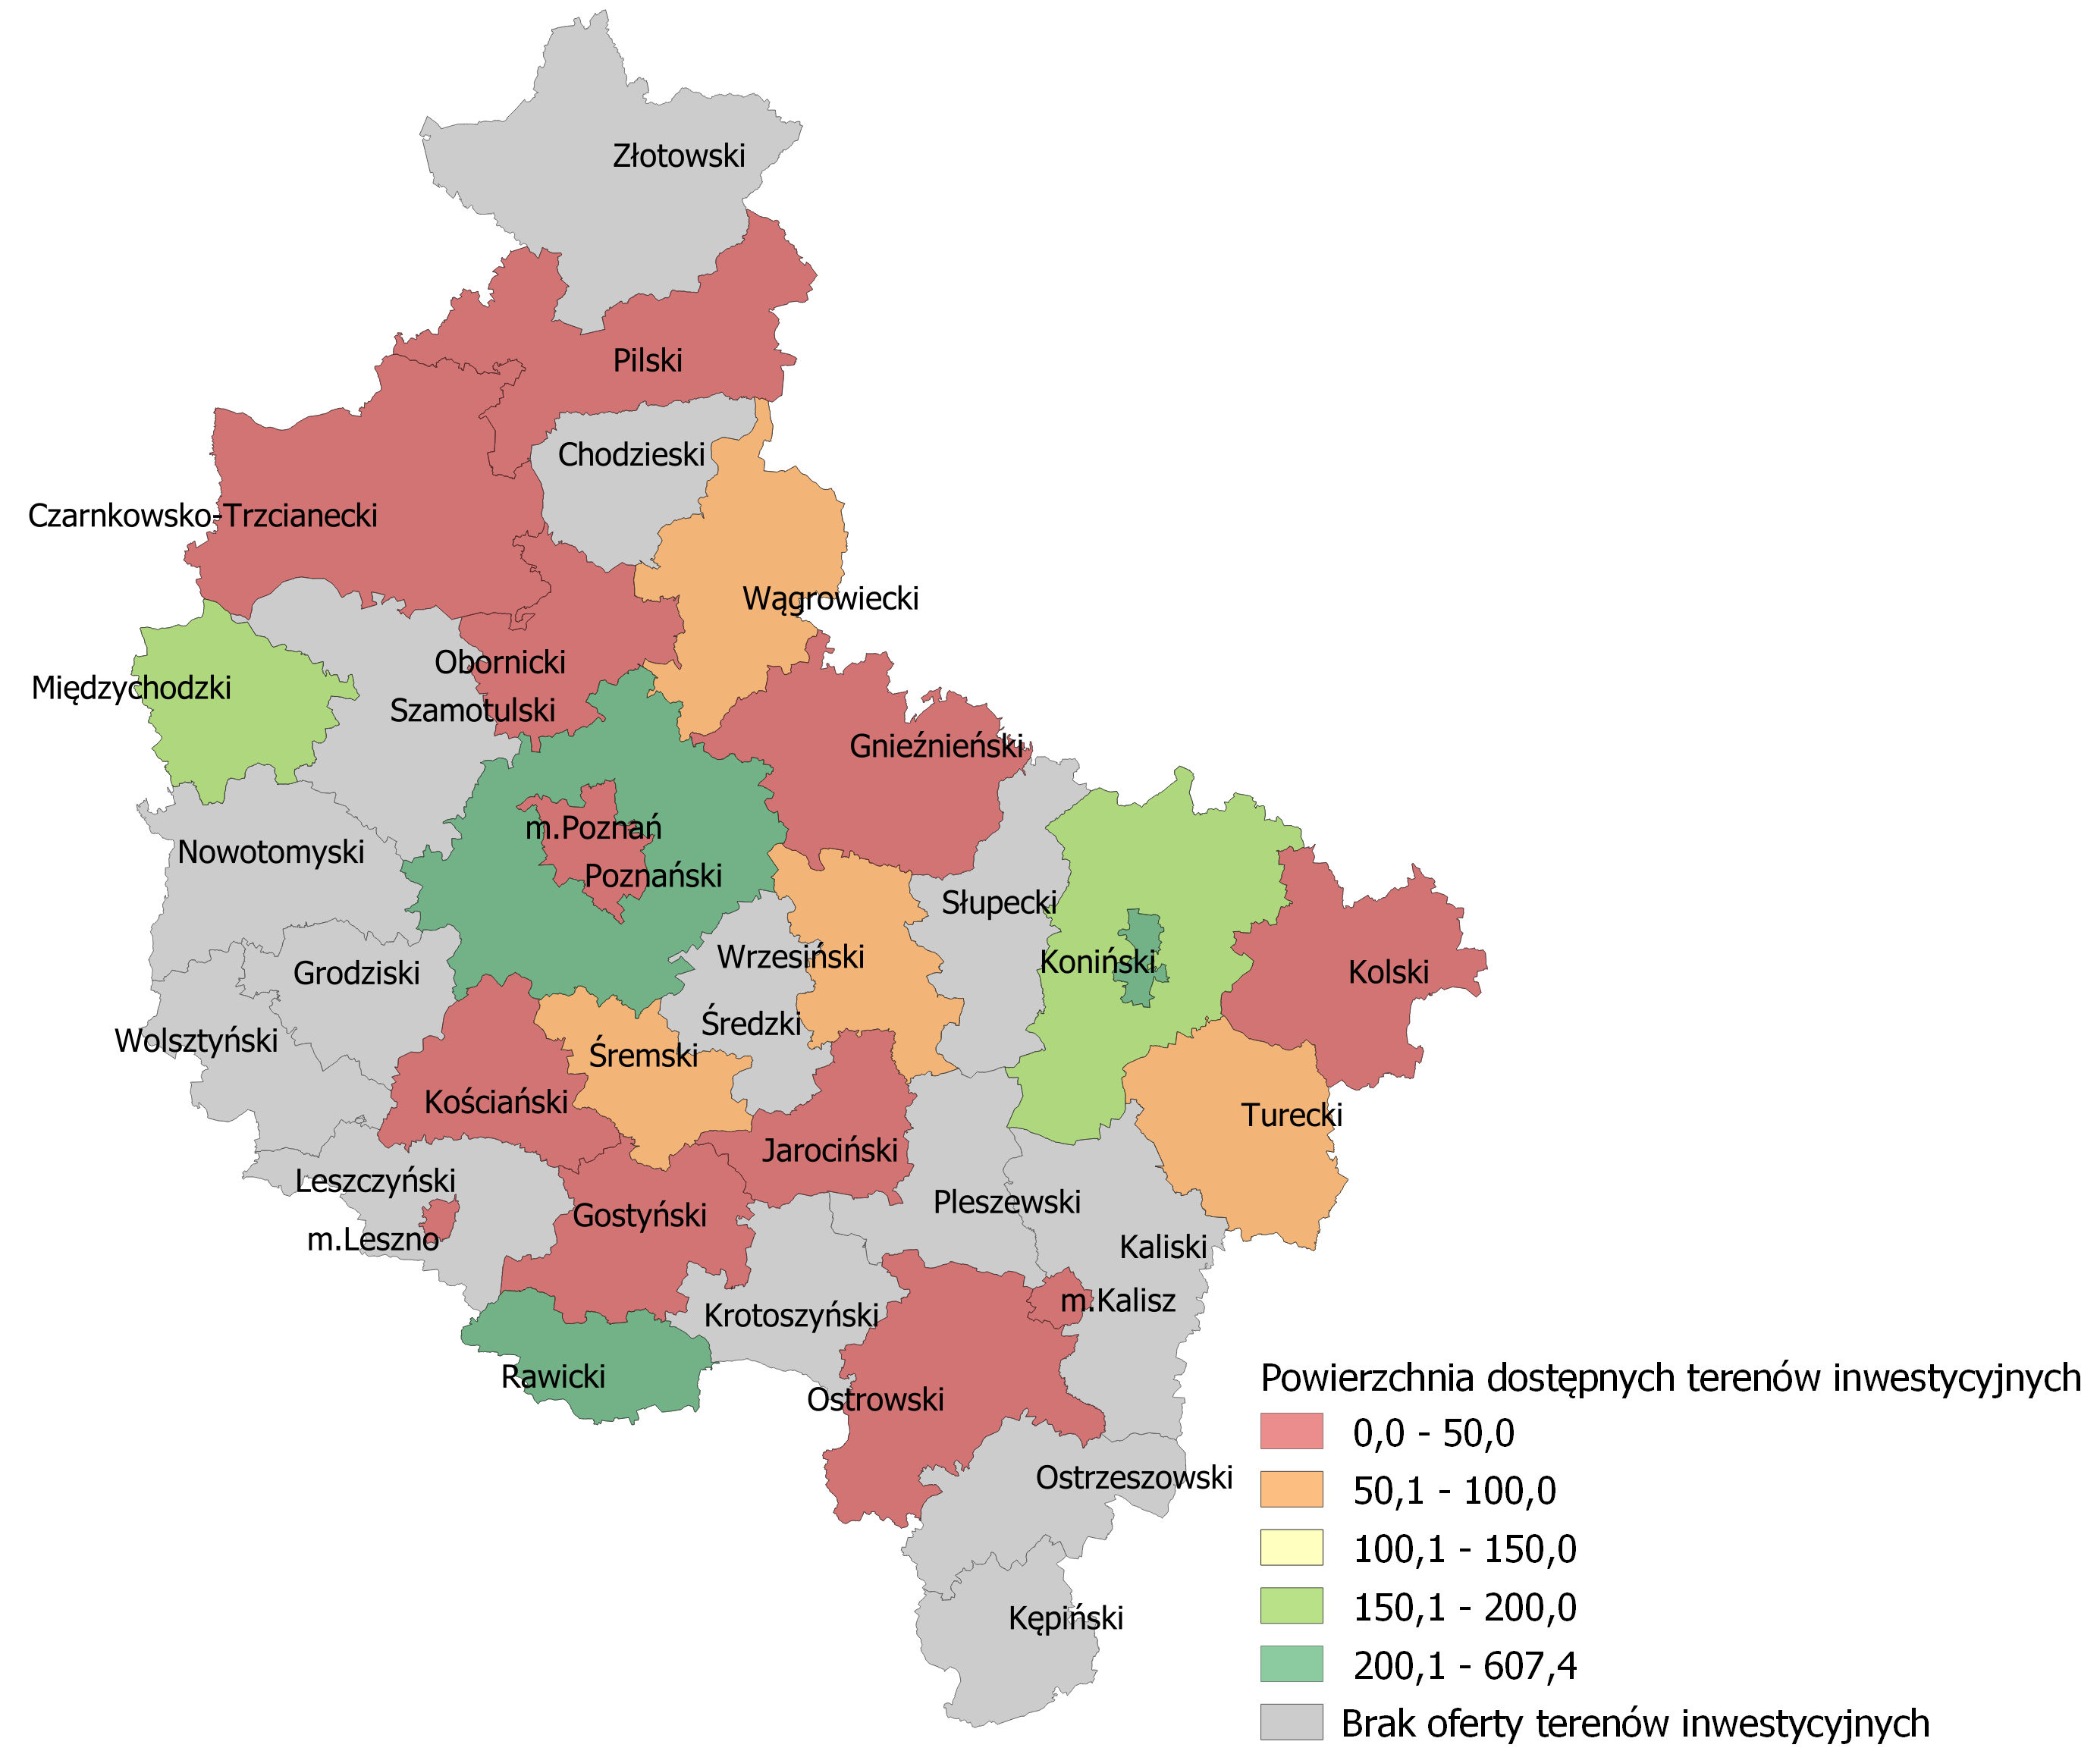 Złotowski
Pilski
Chodzieski
Czarnkowsko-Trzcianecki
Wągrowiecki
Obornicki
Międzychodzki
Szamotulski
Gnieźnieński
m.Poznań
Nowotomyski
Poznański
Słupecki
Wrzesiński
Koniński
Grodziski
Kolski
Średzki
Wolsztyński
Śremski
Kościański
Turecki
Jarociński
Leszczyński
Pleszewski
Gostyński
m.Leszno
Kaliski
m.Kalisz
Krotoszyński
Rawicki
Ostrowski
Ostrzeszowski
Kępiński
Powierzchnia dostępnych terenów inwestycyjnych
0,0 - 50,0
50,1 - 100,0
100,1 - 150,0
150,1 - 200,0
200,1 - 607,4
Brak oferty terenów inwestycyjnych